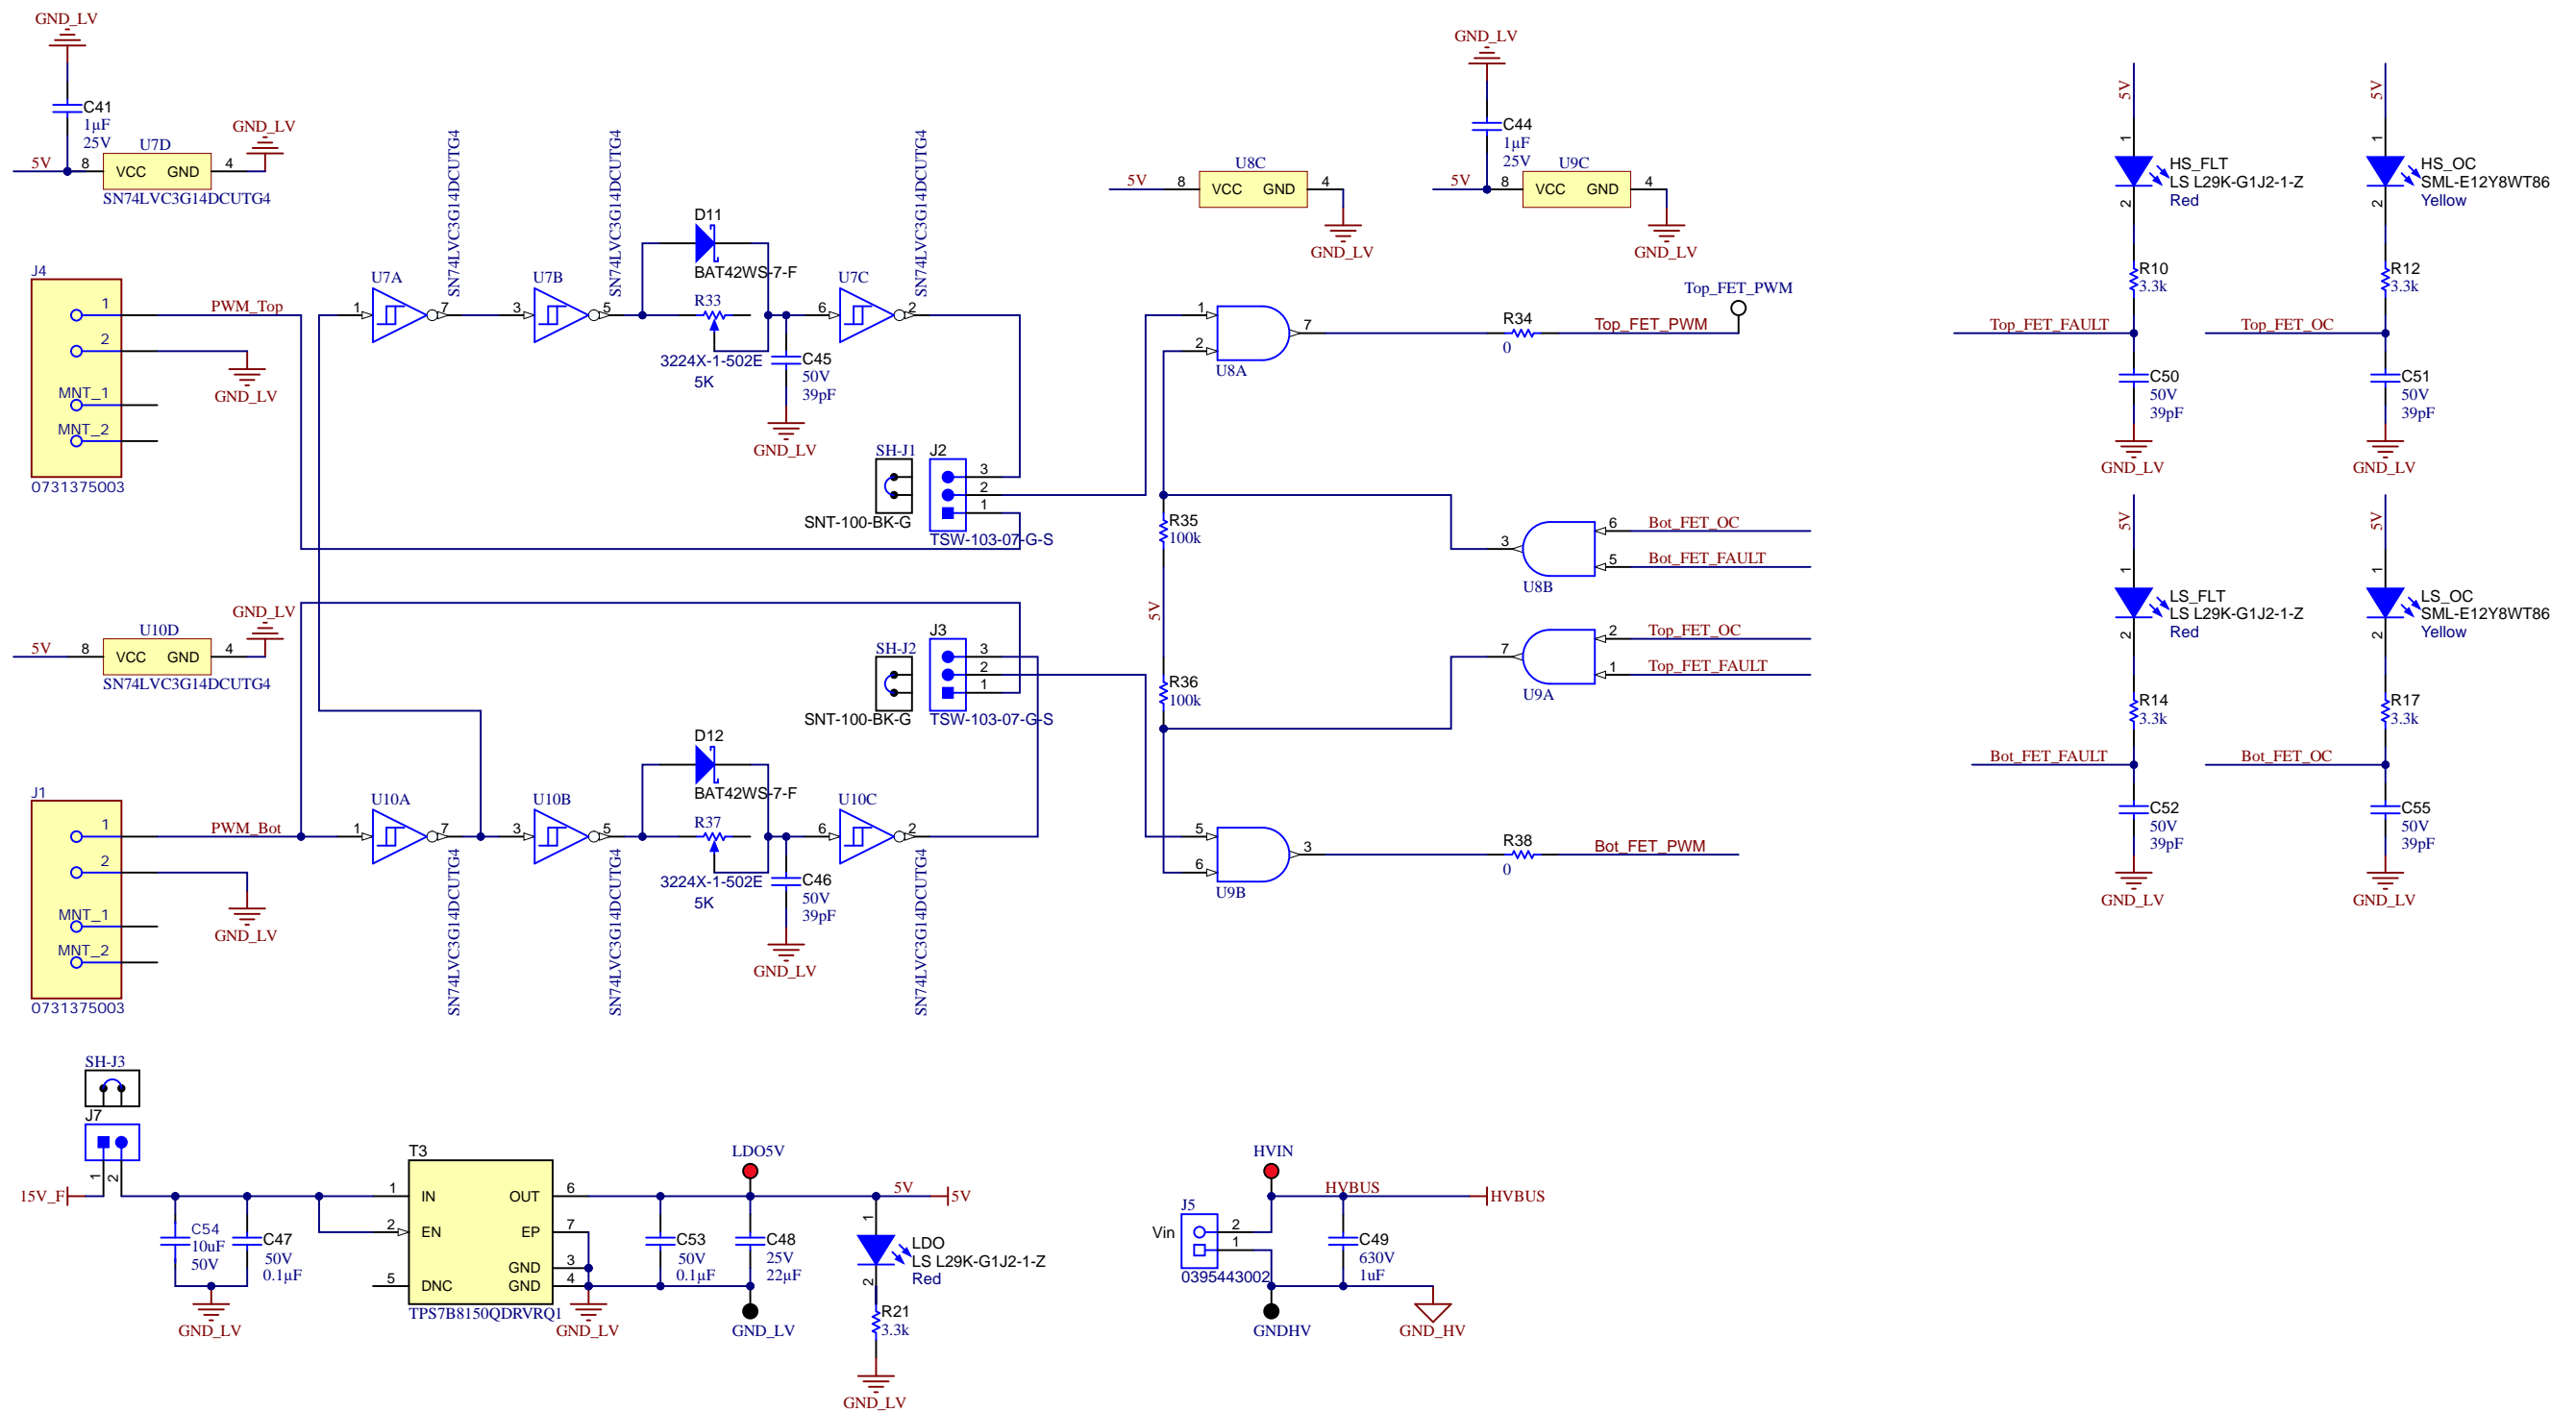 GND_LV
C41
1µF
25V
5V
8
VCC
GND
4
U7D
GND_LV
SN74LVC3G14DCUTG4
J4
1
PWM_Top
2
GND_LV
MNT_1
MNT_2
0731375003
U7A
1
7
SN74LVC3G14DCUTG4
U7B
3
5
SN74LVC3G14DCUTG4
D11
BAT42WS-7-F
R33
3224X-1-502E
5K
C45
50V
39pF
GND_LV
U7C
6
2
SN74LVC3G14DCUTG4
SH-J1
SNT-100-BK-G
J2
3
2
1
TSW-103-07-G-S
5V
8
U8C
VCC
GND
4
GND_LV
GND_LV
C44
1µF
25V
5V
8
U9C
VCC
GND
4
GND_LV
1
2
7
U8A
R34
0
Top_FET_PWM
Top_FET_PWM
R35
100k
5V
R36
100k
3
U8B
6
Bot_FET_OC
5
Bot_FET_FAULT
7
U9A
2
Top_FET_OC
1
Top_FET_FAULT
5
6
3
U9B
R38
0
Bot_FET_PWM
5V
1
2
HS_FLT
LS L29K-G1J2-1-Z
Red
R10
3.3k
Top_FET_FAULT
C50
50V
39pF
GND_LV
5V
1
2
HS_OC
SML-E12Y8WT86
Yellow
R12
3.3k
Top_FET_OC
C51
50V
39pF
GND_LV
5V
1
2
LS_FLT
LS L29K-G1J2-1-Z
Red
R14
3.3k
Bot_FET_FAULT
C52
50V
39pF
GND_LV
5V
1
2
LS_OC
SML-E12Y8WT86
Yellow
R17
3.3k
Bot_FET_OC
C55
50V
39pF
GND_LV
5V
8
U10D
VCC
GND
4
GND_LV
SN74LVC3G14DCUTG4
SH-J2
SNT-100-BK-G
J3
3
2
1
TSW-103-07-G-S
J1
1
PWM_Bot
2
GND_LV
MNT_1
MNT_2
0731375003
U10A
1
7
SN74LVC3G14DCUTG4
U10B
3
5
SN74LVC3G14DCUTG4
D12
BAT42WS-7-F
R37
3224X-1-502E
5K
C46
50V
39pF
GND_LV
U10C
6
2
SN74LVC3G14DCUTG4
SH-J3
J7
1
2
15V_F
C54
10uF
50V
C47
50V
0.1µF
GND_LV
T3
1
IN
OUT
6
2
EN
EP
7
GND
3
5
DNC
GND
4
TPS7B8150QDRVRQ1
GND_LV
C53
50V
0.1µF
LDO5V
C48
25V
22µF
GND_LV
5V
5V
1
2
LDO
LS L29K-G1J2-1-Z
Red
R21
3.3k
GND_LV
HVIN
HVBUS
HVBUS
J5
Vin
2
1
0395443002
C49
630V
1uF
GNDHV
GND_HV